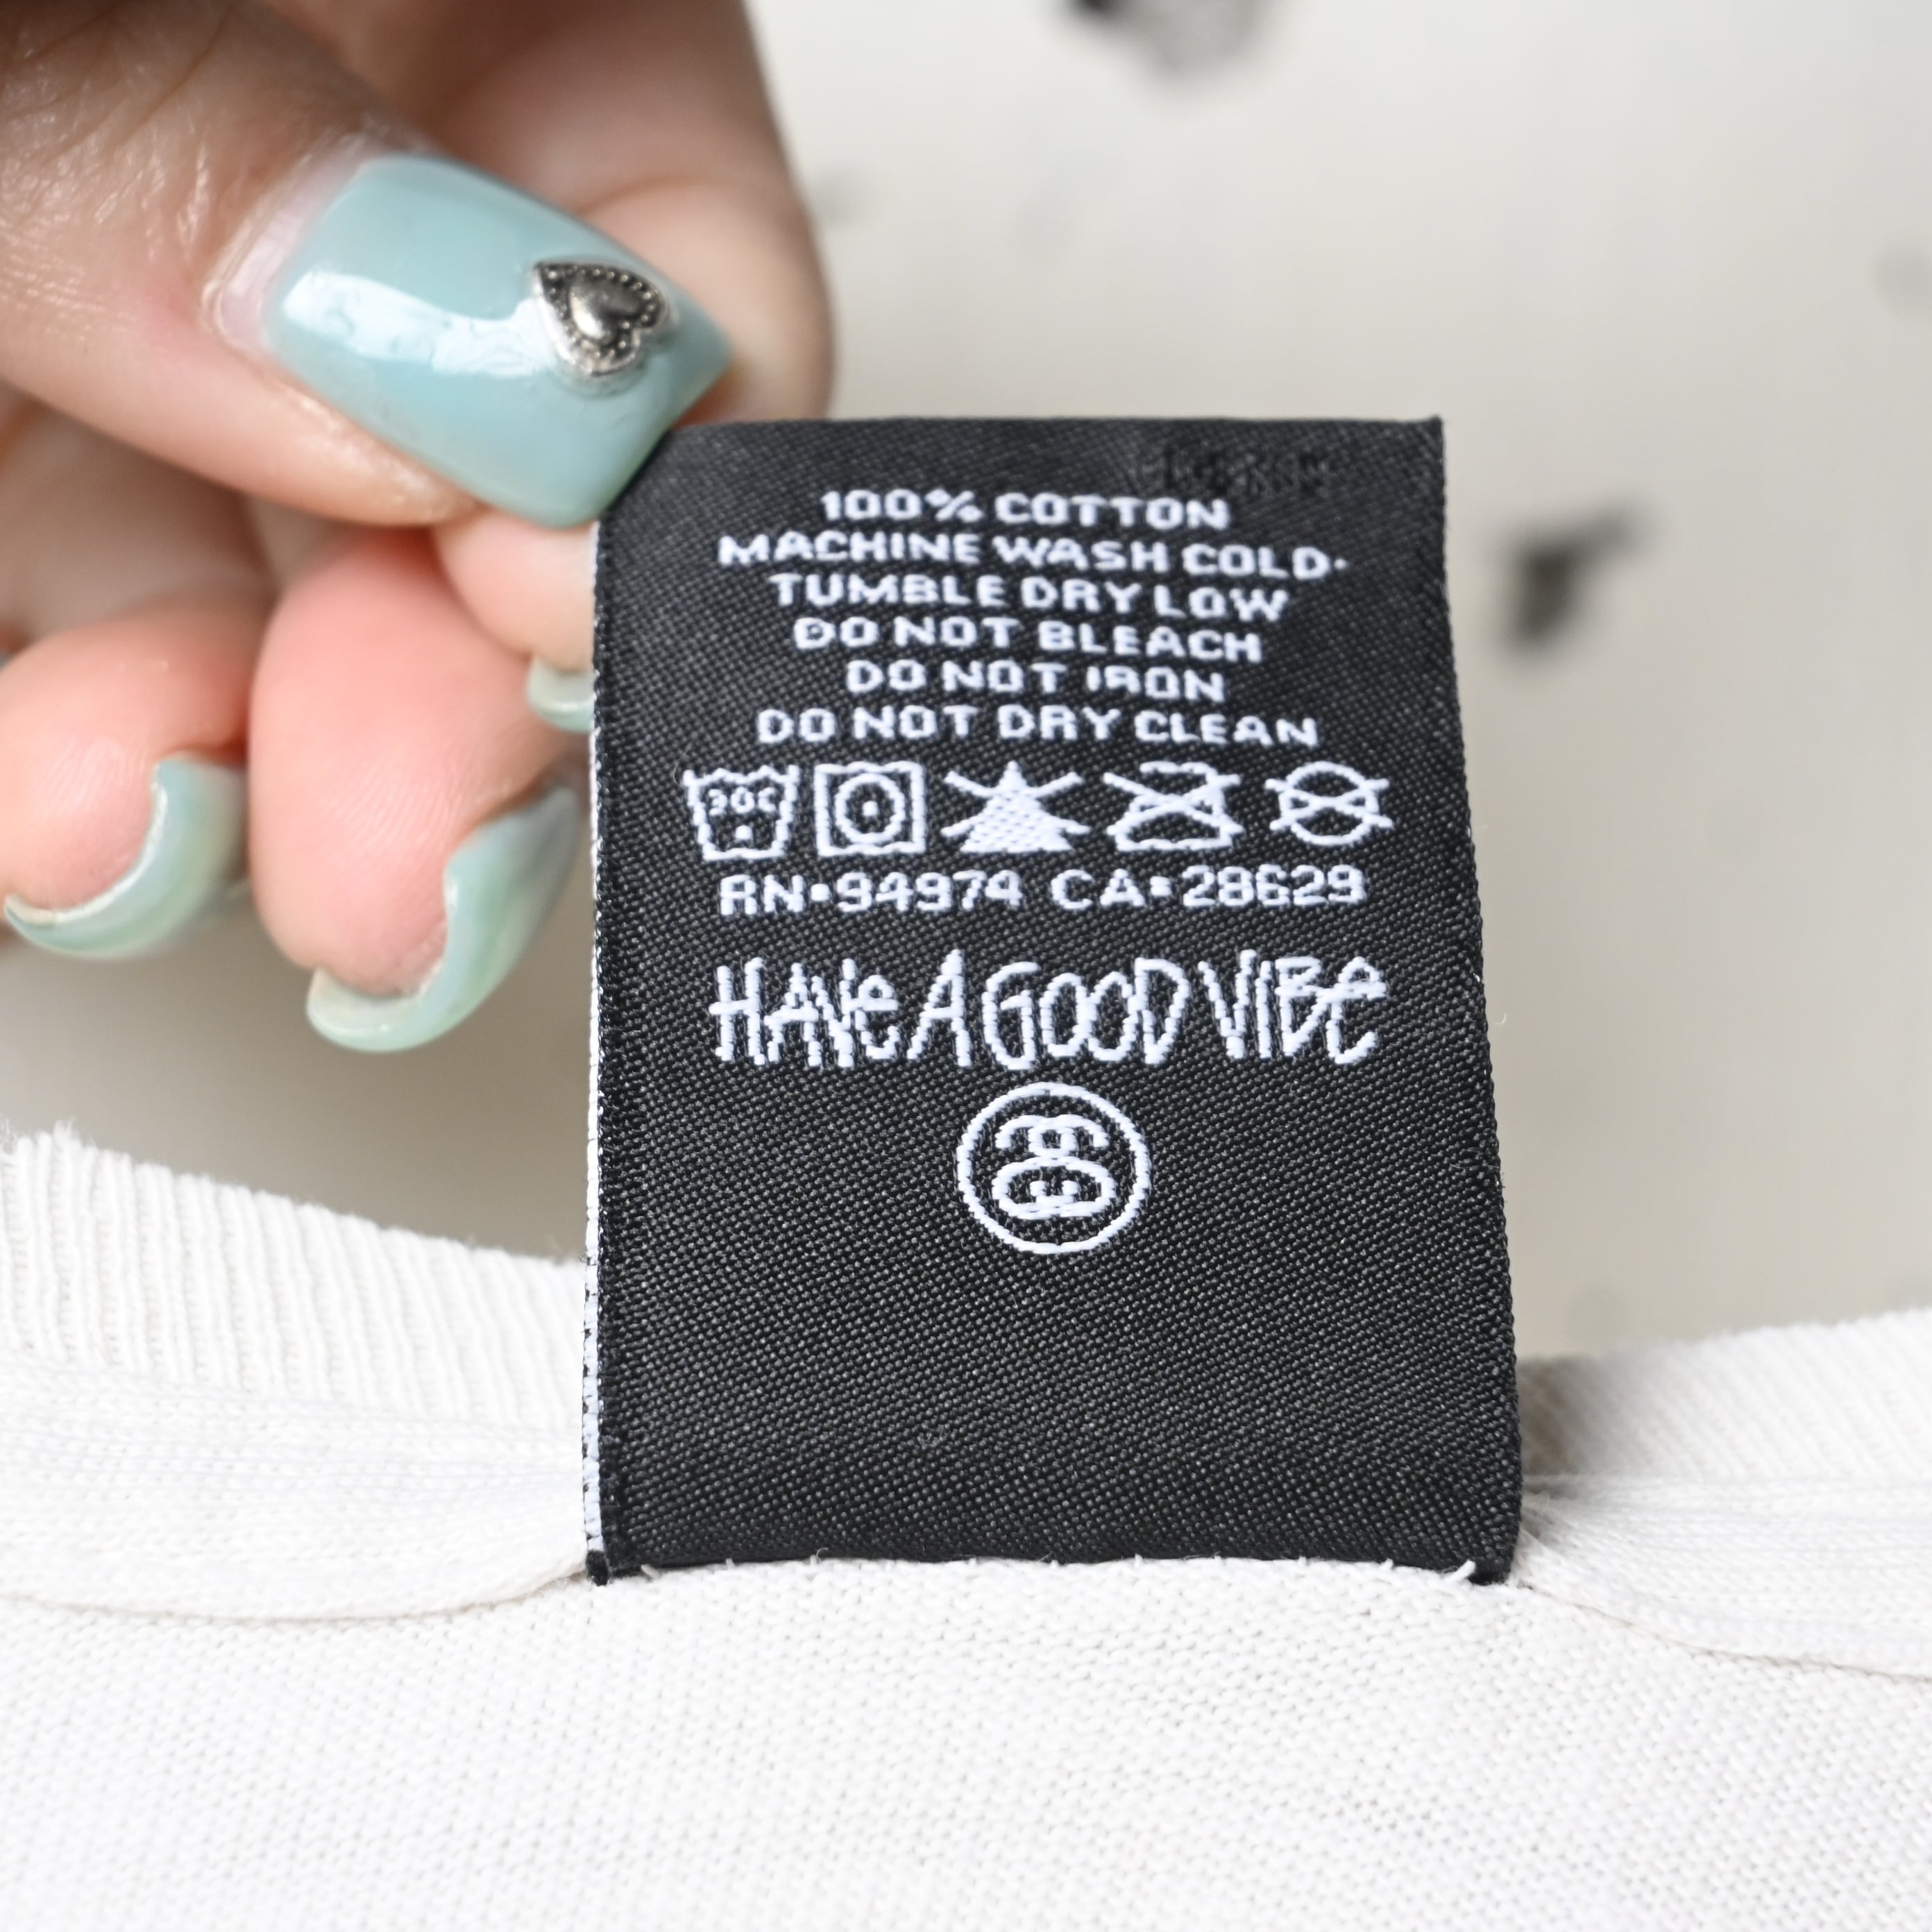 100% COTTON
MACHINE WASH COLD•
TUMBLE DRY LOW
DO NOT BLEACH
DO NOT IRON
DO NOT DRY CLEAN
30C
RN•94974 CA•28629
HAVE A GOOD VIBE